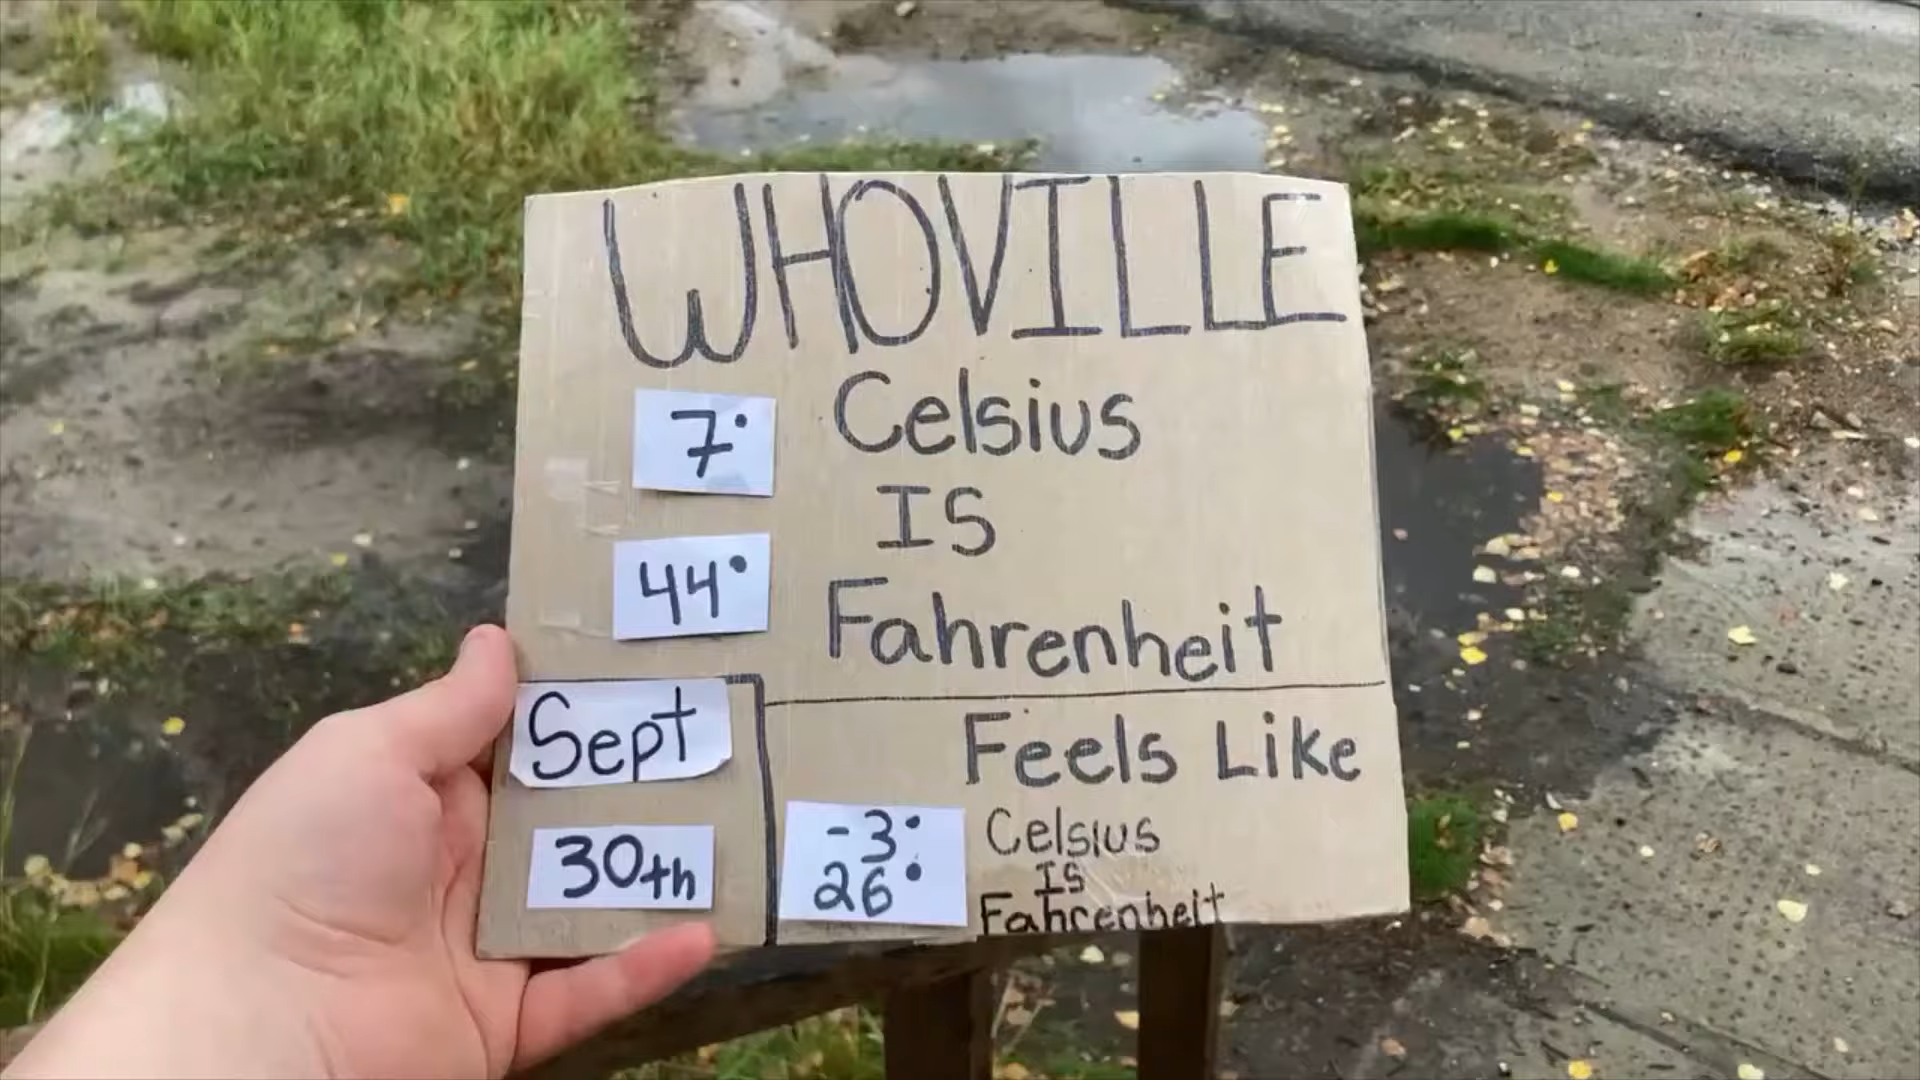 WHOVILLE
7° Celsius
IS
44° Fahrenheit
Sept
30th
Feels Like
-3° Celsius
IS
26° Fahrenheit